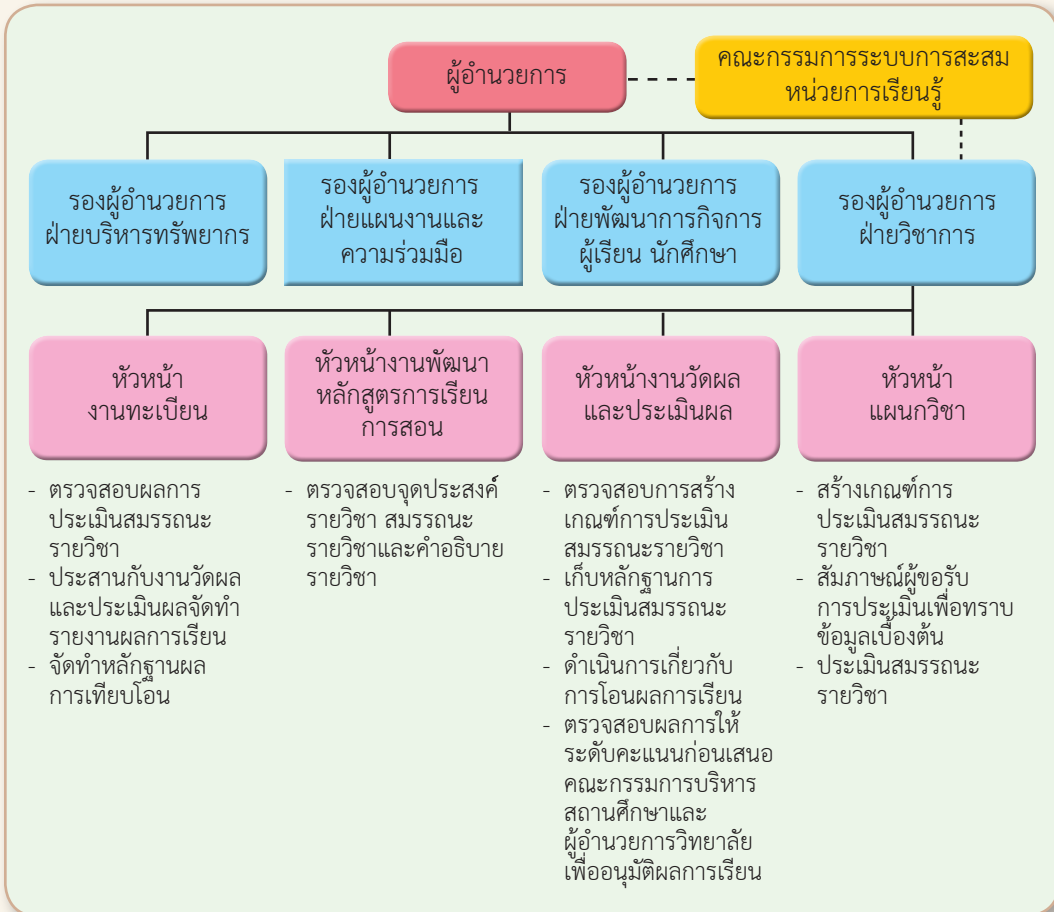 ผู้อำนวยการ
คณะกรรมการระบบการสะสม
หน่วยการเรียนรู้
รองผู้อำนวยการ
ฝ่ายบริหารทรัพยากร
รองผู้อำนวยการ
ฝ่ายแผนงานและ
ความร่วมมือ
รองผู้อำนวยการ
ฝ่ายพัฒนาการกิจการ
ผู้เรียน นักศึกษา
รองผู้อำนวยการ
ฝ่ายวิชาการ
หัวหน้า
งานทะเบียน
หัวหน้างานพัฒนา
หลักสูตรการเรียน
การสอน
หัวหน้างานวัดผล
และประเมินผล
หัวหน้า
แผนกวิชา
- ตรวจสอบผลการ
ประเมินสมรรถนะ
รายวิชา
- ประสานกับงานวัดผล
และประเมินผลจัดทำ
รายงานผลการเรียน
- จัดทำหลักฐานผล
การเทียบโอน
- ตรวจสอบจุดประสงค์
รายวิชา สมรรถนะ
รายวิชาและคำอธิบาย
รายวิชา
- ตรวจสอบการสร้าง
เกณฑ์การประเมิน
สมรรถนะรายวิชา
- เก็บหลักฐานการ
ประเมินสมรรถนะ
รายวิชา
- ดำเนินการเกี่ยวกับ
การโอนผลการเรียน
- ตรวจสอบผลการให้
ระดับคะแนนก่อนเสนอ
คณะกรรมการบริหาร
สถานศึกษาและ
ผู้อำนวยการวิทยาลัย
เพื่ออนุมัติผลการเรียน
- สร้างเกณฑ์การ
ประเมินสมรรถนะ
รายวิชา
- สัมภาษณ์ผู้ขอรับ
การประเมินเพื่อทราบ
ข้อมูลเบื้องต้น
- ประเมินสมรรถนะ
รายวิชา